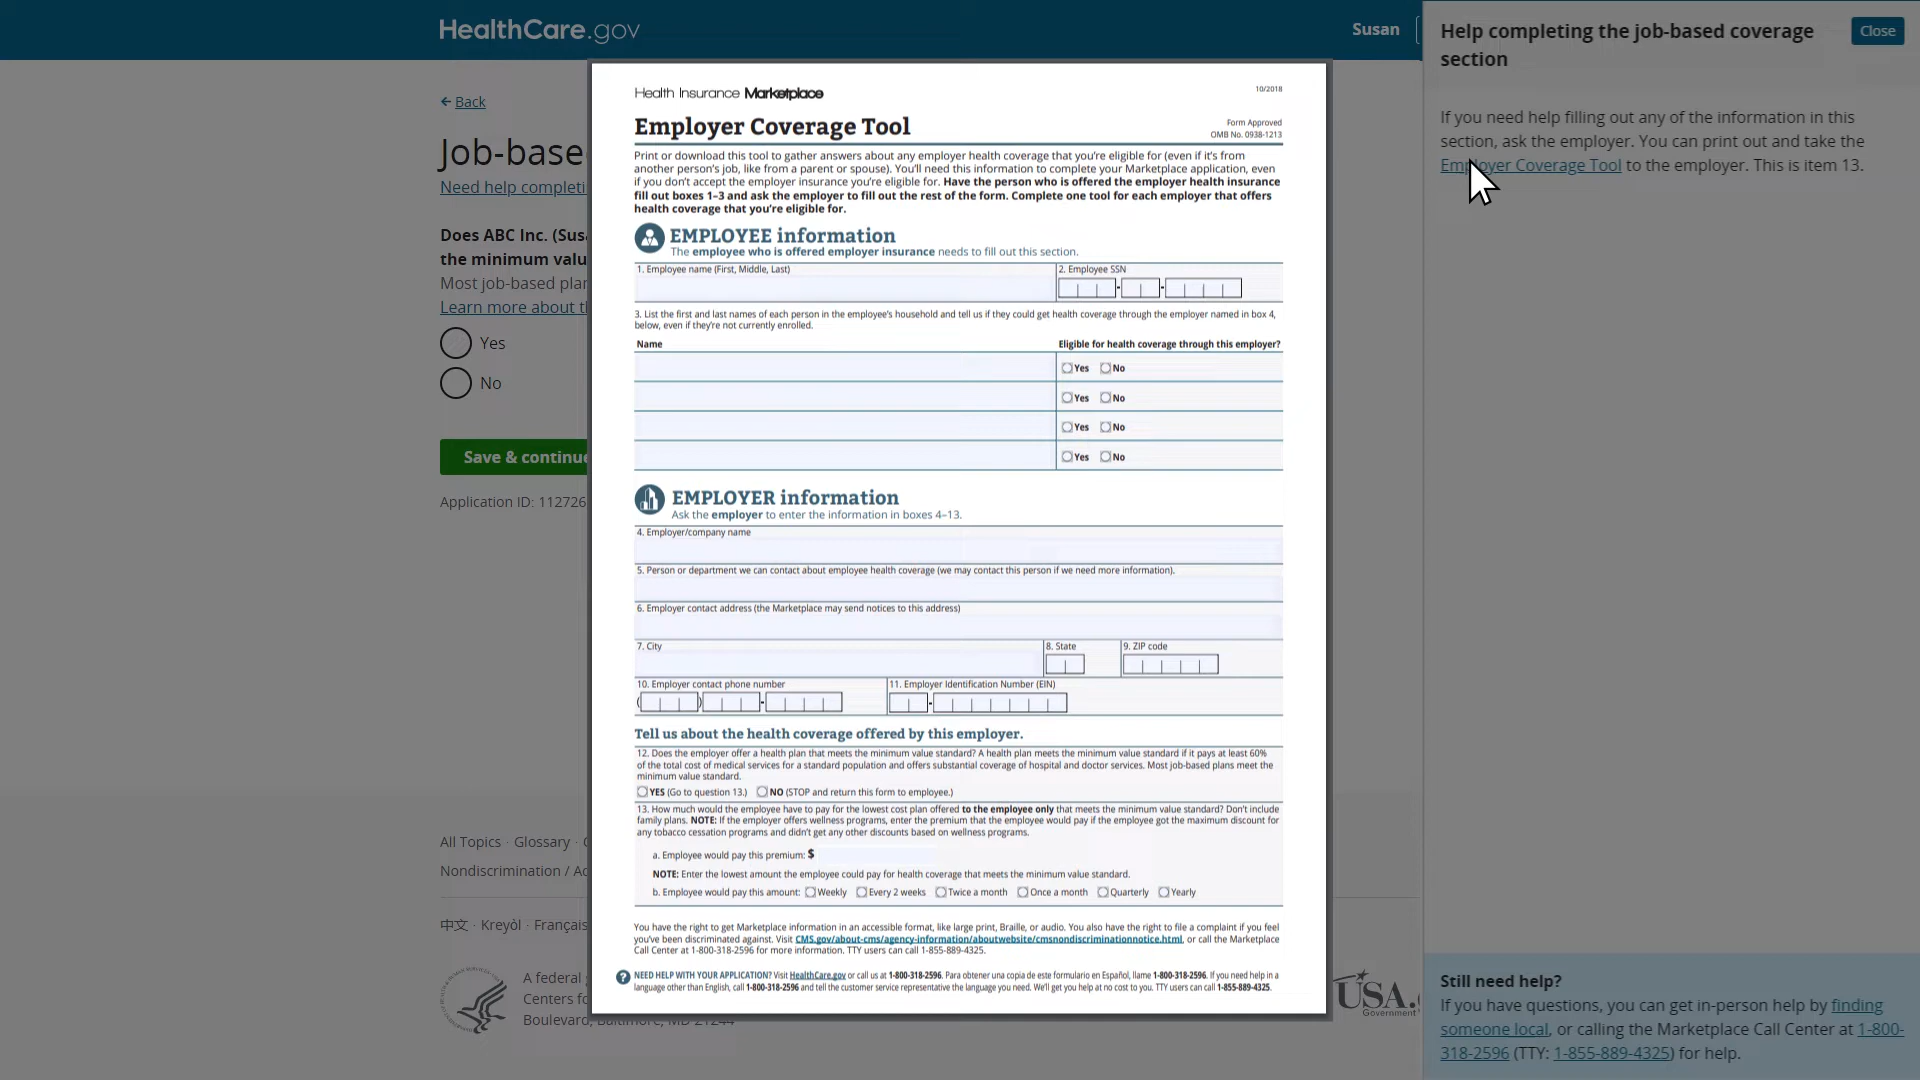 HealthCare.gov
Susan
Back
Job-base
Need help completi
Does ABC Inc. (Sus
the minimum valu
Most job-based plan
Learn more about t
Yes
No
Save & continue
Application ID: 112726
All Topics · Glossary ·
Nondiscrimination / Ac
中文 · Kreyòl · Français
A federal g
Centers fo
Boulevard, Baltimore, MD 21244
Health Insurance Marketplace
10/2018
Employer Coverage Tool
Form Approved
OMB No. 0938-1213
Print or download this tool to gather answers about any employer health coverage that you're eligible for (even if it's from
another person's job, like from a parent or spouse). You'll need this information to complete your Marketplace application, even
if you don't accept the employer insurance you're eligible for. Have the person who is offered the employer health insurance
fill out boxes 1–3 and ask the employer to fill out the rest of the form. Complete one tool for each employer that offers
health coverage that you're eligible for.
EMPLOYEE information
The employee who is offered employer insurance needs to fill out this section.
1. Employee name (First, Middle, Last)
2. Employee SSN
3. List the first and last names of each person in the employee's household and tell us if they could get health coverage through the employer named in box 4,
below, even if they're not currently enrolled.
Name
Eligible for health coverage through this employer?
Yes No
Yes No
Yes No
Yes No
EMPLOYER information
Ask the employer to enter the information in boxes 4–13.
4. Employer/company name
5. Person or department we can contact about employee health coverage (we may contact this person if we need more information).
6. Employer contact address (the Marketplace may send notices to this address)
7. City
8. State
9. ZIP code
10. Employer contact phone number
11. Employer Identification Number (EIN)
Tell us about the health coverage offered by this employer.
12. Does the employer offer a health plan that meets the minimum value standard? A health plan meets the minimum value standard if it pays at least 60%
of the total cost of medical services for a standard population and offers substantial coverage of hospital and doctor services. Most job-based plans meet the
minimum value standard.
YES (Go to question 13.) NO (STOP and return this form to employee.)
13. How much would the employee have to pay for the lowest cost plan offered to the employee only that meets the minimum value standard? Don't include
family plans. NOTE: If the employer offers wellness programs, enter the premium that the employee would pay if the employee got the maximum discount for
any tobacco cessation programs and didn't get any other discounts based on wellness programs.
a. Employee would pay this premium: $
NOTE: Enter the lowest amount the employee could pay for health coverage that meets the minimum value standard.
b. Employee would pay this amount: Weekly Every 2 weeks Twice a month Once a month Quarterly Yearly
You have the right to get Marketplace information in an accessible format, like large print, Braille, or audio. You also have the right to file a complaint if you feel
you've been discriminated against. Visit CMS.gov/about-cms/agency-information/aboutwebsite/cmsnondiscriminationnotice.html, or call the Marketplace
Call Center at 1-800-318-2596 for more information. TTY users can call 1-855-889-4325.
NEED HELP WITH YOUR APPLICATION? Visit HealthCare.gov or call us at 1-800-318-2596. Para obtener una copia de este formulario en Español, llame 1-800-318-2596. If you need help in a
language other than English, call 1-800-318-2596 and tell the customer service representative the language you need. We'll get you help at no cost to you. TTY users can call 1-855-889-4325.
Help completing the job-based coverage
section
Close
If you need help filling out any of the information in this
section, ask the employer. You can print out and take the
Employer Coverage Tool to the employer. This is item 13.
USA.
Government
Still need help?
If you have questions, you can get in-person help by finding
someone local, or calling the Marketplace Call Center at 1-800-
318-2596 (TTY: 1-855-889-4325) for help.